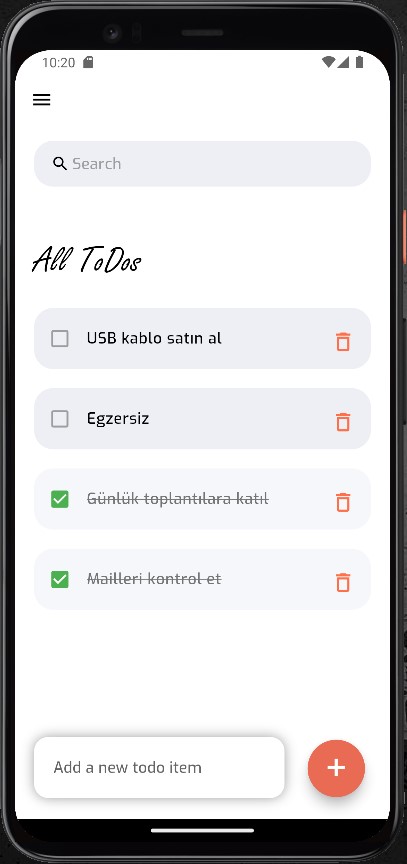 10:20
Search
All ToDos
USB kablo satın al
Egzersiz
Günlük toplantılara katıl
Mailleri kontrol et
Add a new todo item